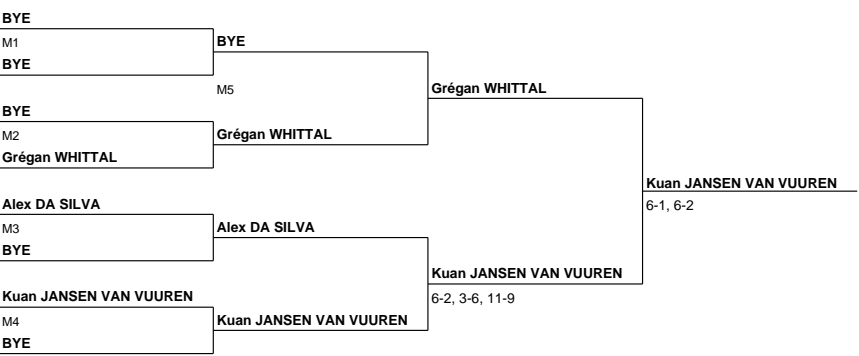 BYE
M1
BYE
BYE
M5
BYE
M2
Grégan WHITTAL
Grégan WHITTAL
Grégan WHITTAL
Alex DA SILVA
M3
BYE
Alex DA SILVA
Kuan JANSEN VAN VUUREN
M4
BYE
Kuan JANSEN VAN VUUREN
Kuan JANSEN VAN VUUREN
6-2, 3-6, 11-9
Kuan JANSEN VAN VUUREN
6-1, 6-2